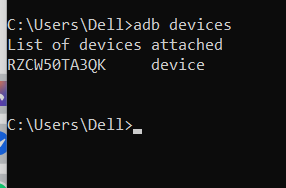 C:\Users\Dell>adb devices
List of devices attached
RZCW50TA3QK     device
C:\Users\Dell>